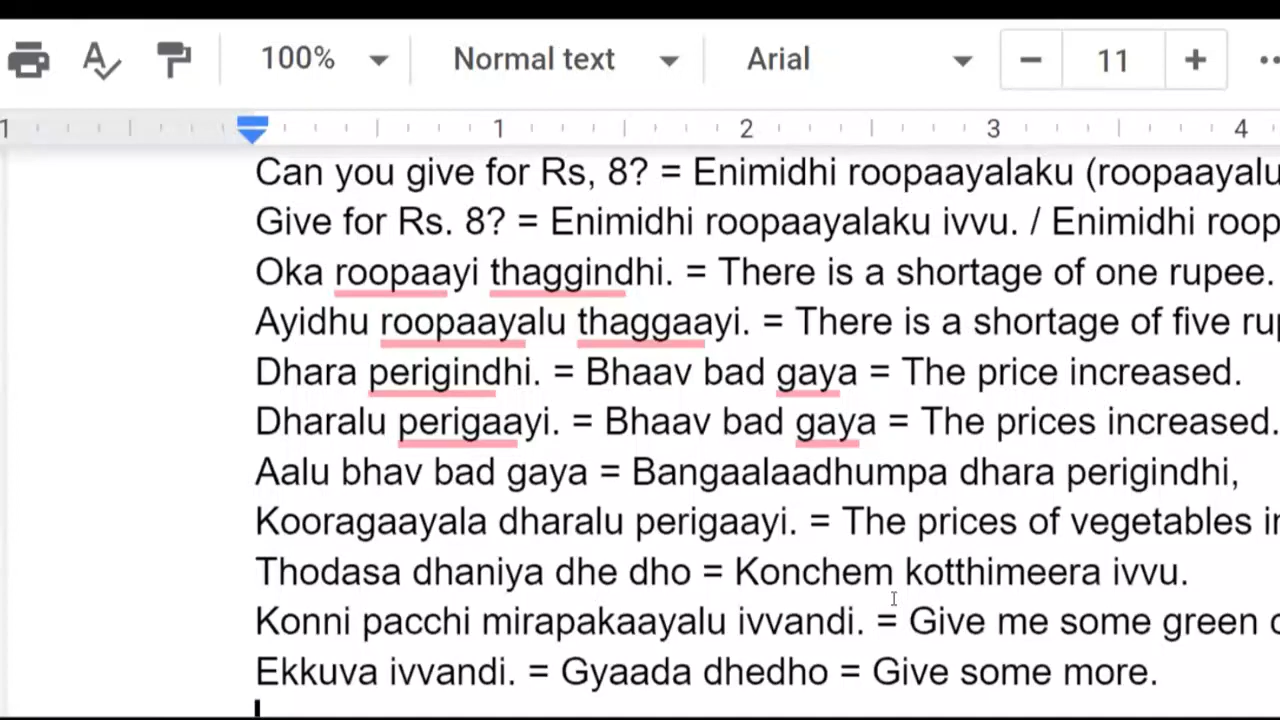 100% Normal text Arial 11
1 1 2 3 4
Can you give for Rs, 8? = Enimidhi roopaayalaku (roopaayalu
Give for Rs. 8? = Enimidhi roopaayalaku ivvu. / Enimidhi
Oka roopaayi thaggindhi. = There is a shortage of one rupee.
Ayidhu roopaayalu thaggaayi. = There is a shortage of five
Dhara perigindhi. = Bhaav bad gaya = The price increased.
Dharalu perigaayi. = Bhaav bad gaya = The prices increased.
Aalu bhav bad gaya = Bangaalaadhumpa dhara perigindhi,
Kooragaayala dharalu perigaayi. = The prices of vegetables
Thodasa dhaniya dhe dho = Konchem kotthimeera ivvu.
Konni pacchi mirapakaayalu ivvandi. = Give me some green
Ekkuva ivvandi. = Gyaada dhedho = Give some more.